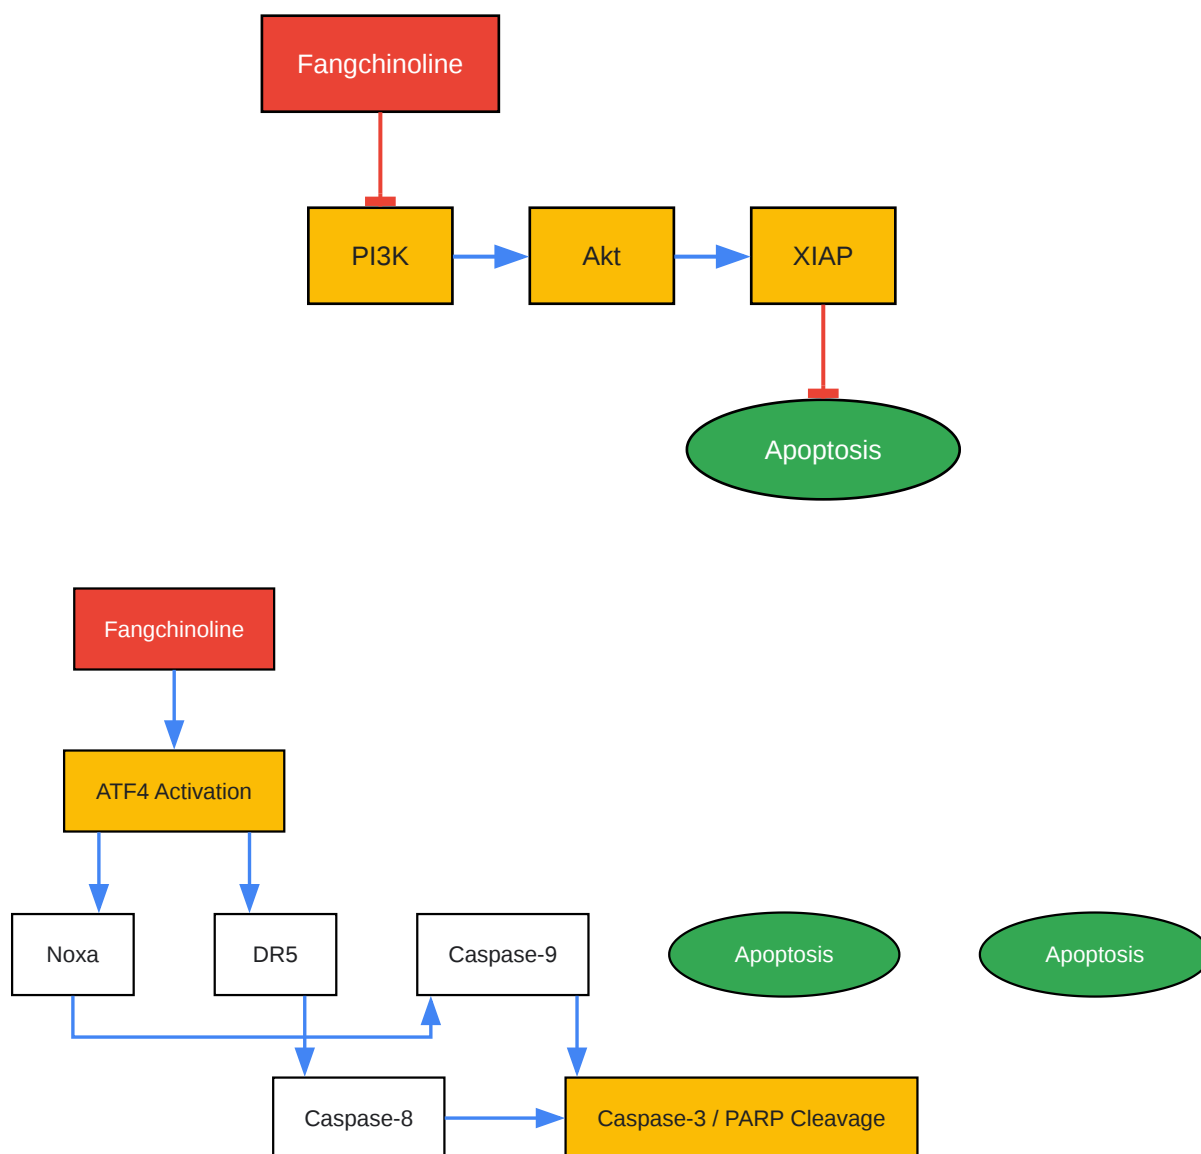 Fangchinoline
PI3K
Akt
XIAP
Apoptosis
Fangchinoline
ATF4 Activation
Noxa
DR5
Caspase-9
Apoptosis
Apoptosis
Caspase-8
Caspase-3 / PARP Cleavage